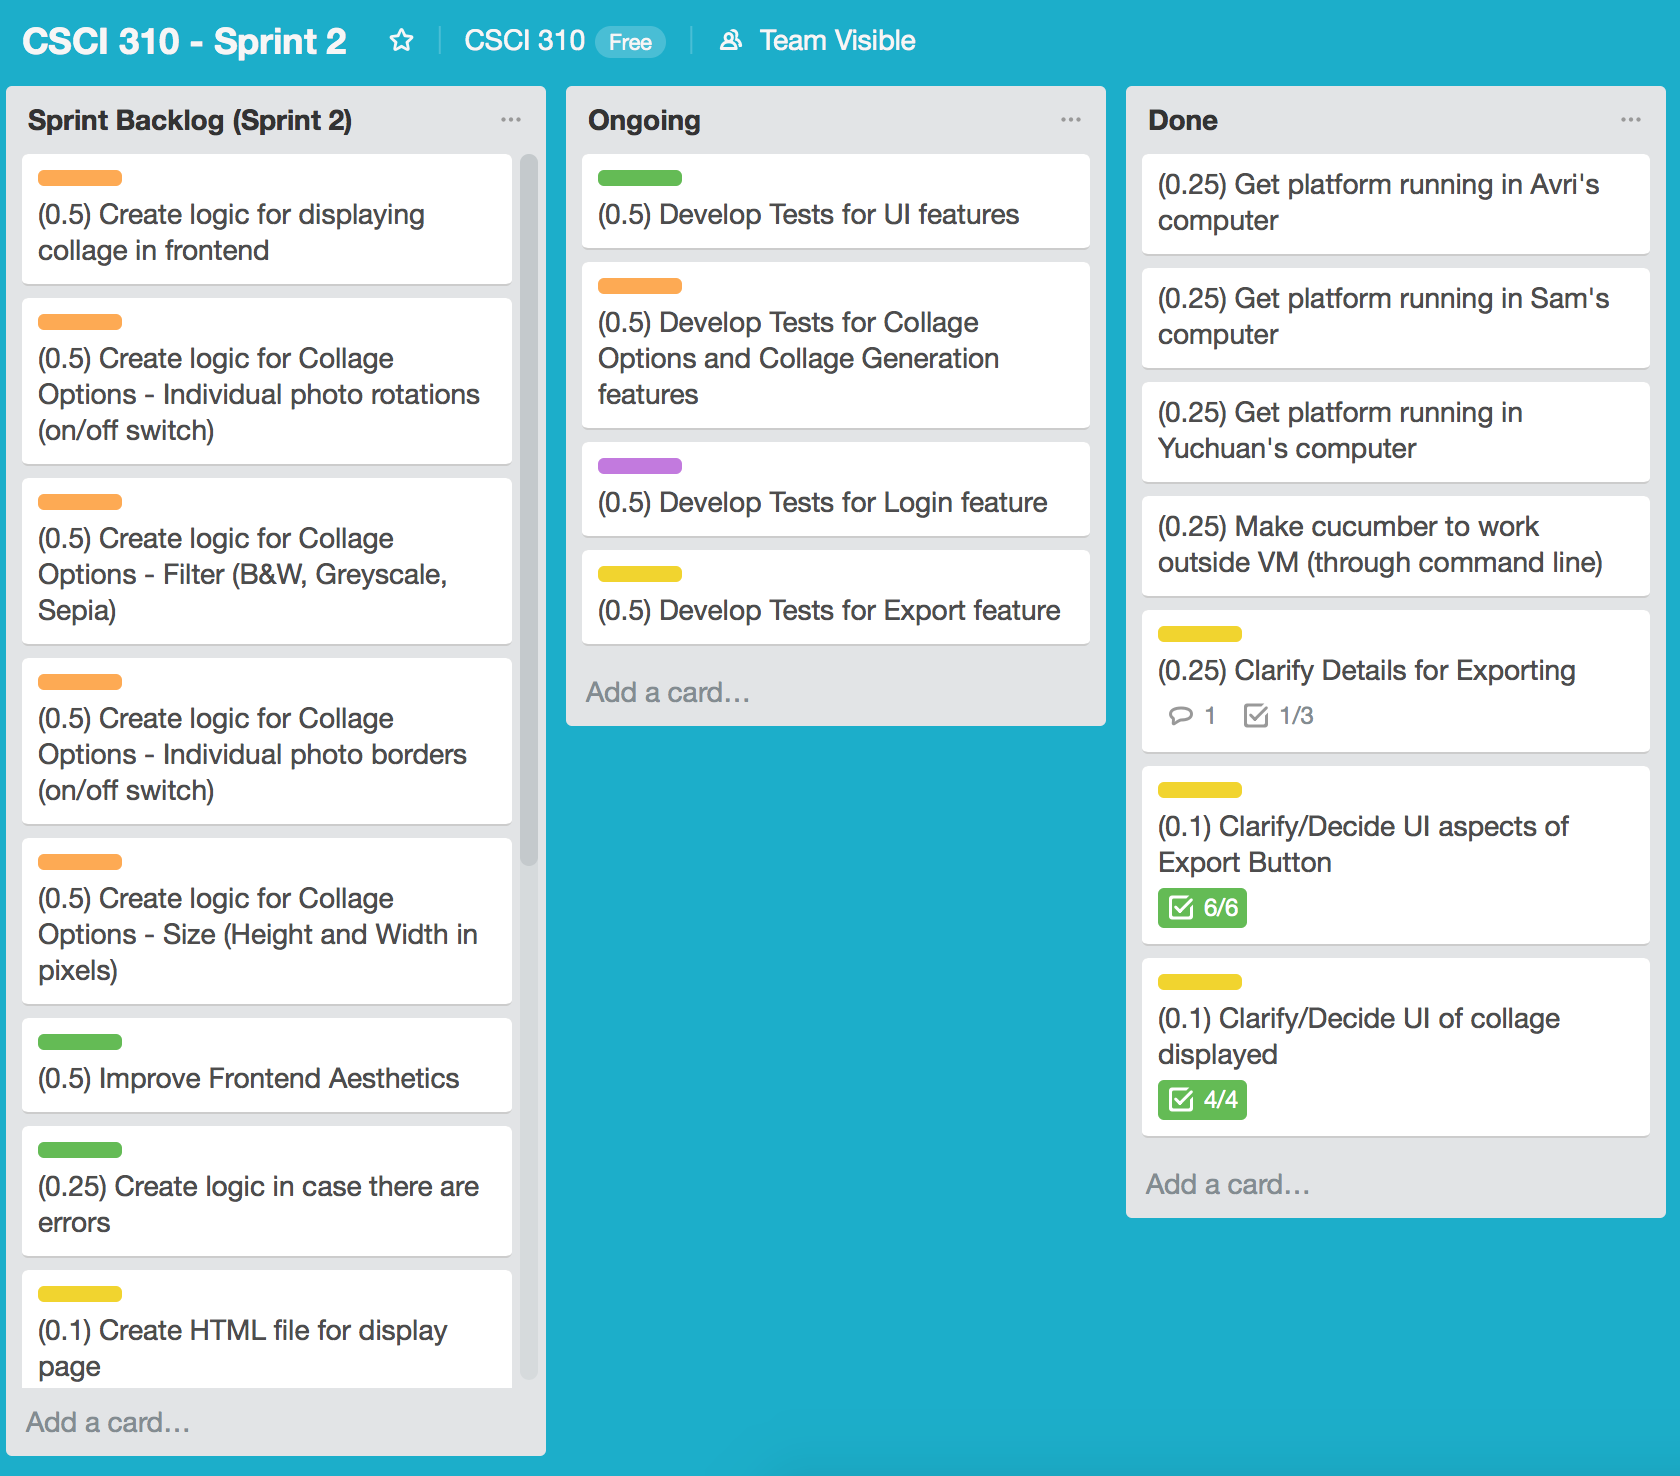 CSCI 310 - Sprint 2
CSCI 310
Free
Team Visible
Sprint Backlog (Sprint 2)
(0.5) Create logic for displaying
collage in frontend
(0.5) Create logic for Collage
Options - Individual photo rotations
(on/off switch)
(0.5) Create logic for Collage
Options - Filter (B&W, Greyscale,
Sepia)
(0.5) Create logic for Collage
Options - Individual photo borders
(on/off switch)
(0.5) Create logic for Collage
Options - Size (Height and Width in
pixels)
(0.5) Improve Frontend Aesthetics
(0.25) Create logic in case there are
errors
(0.1) Create HTML file for display
page
Add a card...
Ongoing
(0.5) Develop Tests for UI features
(0.5) Develop Tests for Collage
Options and Collage Generation
features
(0.5) Develop Tests for Login feature
(0.5) Develop Tests for Export feature
Add a card...
Done
(0.25) Get platform running in Avri's
computer
(0.25) Get platform running in Sam's
computer
(0.25) Get platform running in
Yuchuan's computer
(0.25) Make cucumber to work
outside VM (through command line)
(0.25) Clarify Details for Exporting
1 1/3
(0.1) Clarify/Decide UI aspects of
Export Button
6/6
(0.1) Clarify/Decide UI of collage
displayed
4/4
Add a card...